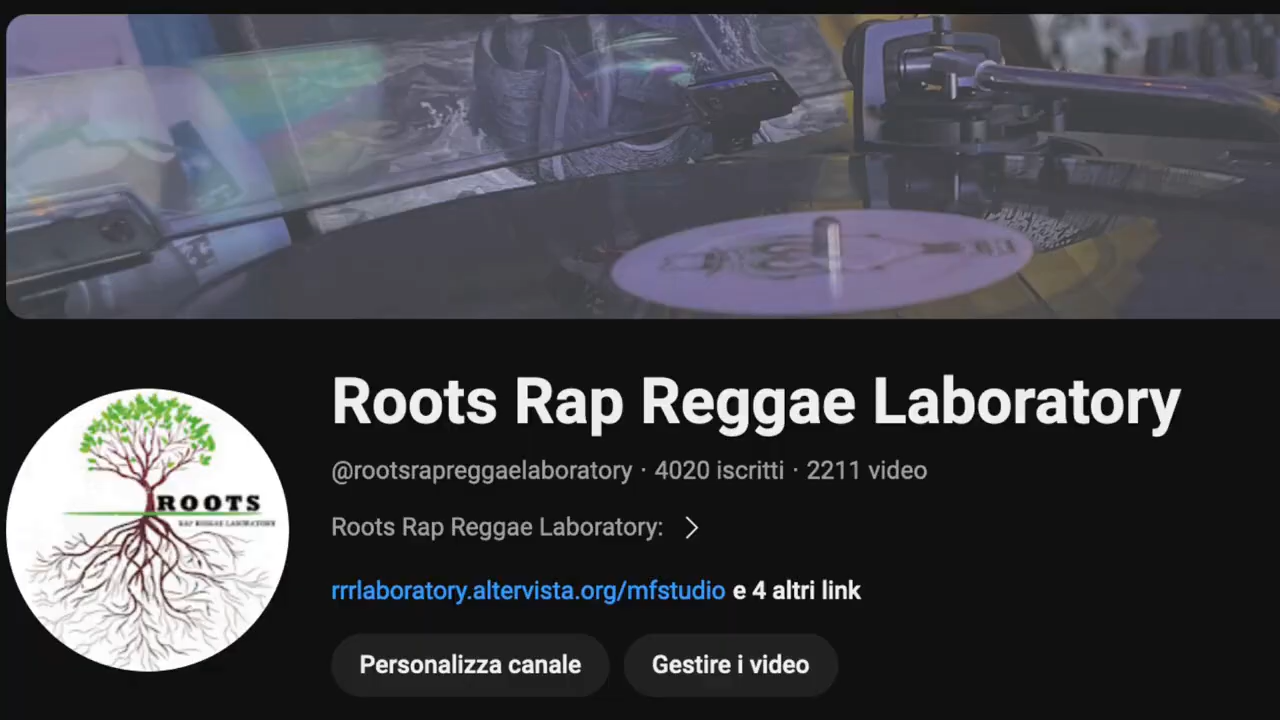 Roots Rap Reggae Laboratory
@rootsrapreggaelaboratory · 4020 iscritti · 2211 video
Roots Rap Reggae Laboratory:
rrrlaboratory.altervista.org/mfstudio e 4 altri link
Personalizza canale
Gestire i video
ROOTS
RAP REGGAE LABORATORY